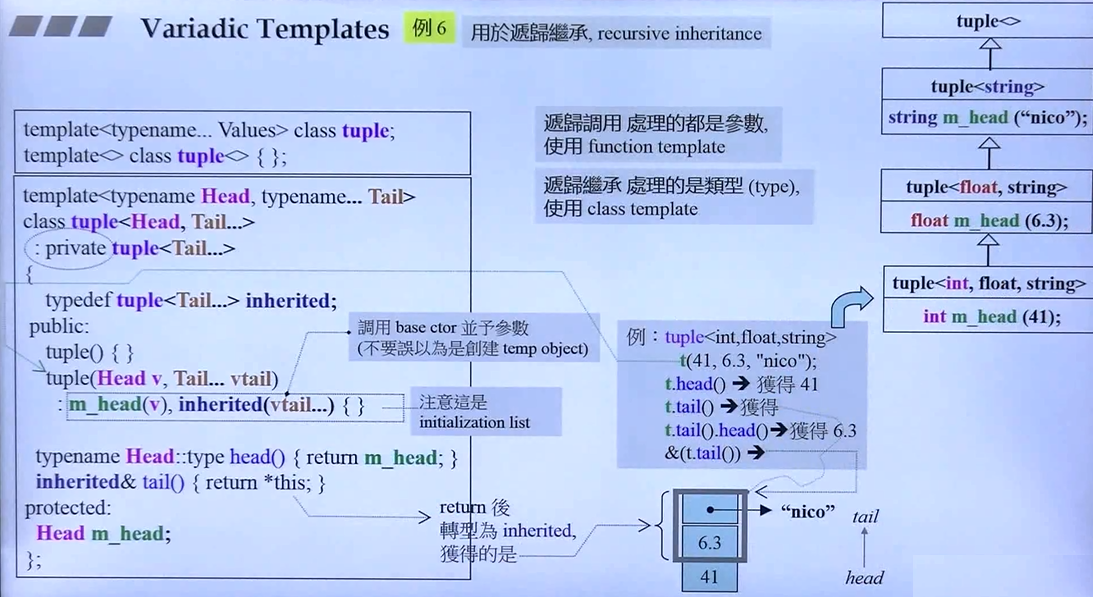 Variadic Templates
例 6
用於遞歸繼承, recursive inheritance
template<typename... Values> class tuple;
template<> class tuple<> { };
template<typename Head, typename... Tail>
class tuple<Head, Tail...>
: private tuple<Tail...>
{
typedef tuple<Tail...> inherited;
public:
tuple() { }
tuple(Head v, Tail... vtail)
: m_head(v), inherited(vtail...) { }
typename Head::type head() { return m_head; }
inherited& tail() { return *this; }
protected:
Head m_head;
};
遞歸調用 處理的都是參數,
使用 function template
遞歸繼承 處理的是類型 (type),
使用 class template
調用 base ctor 並予參數
(不要誤以為是創建 temp object)
注意這是
initialization list
例：tuple<int,float,string>
t(41, 6.3, "nico");
t.head() ➔ 獲得 41
t.tail() ➔獲得
t.tail().head()➔獲得 6.3
&(t.tail()) ➔
return 後
轉型為 inherited,
獲得的是
“nico”
6.3
41
tail
head
tuple<>
tuple<string>
string m_head (“nico”);
tuple<float, string>
float m_head (6.3);
tuple<int, float, string>
int m_head (41);